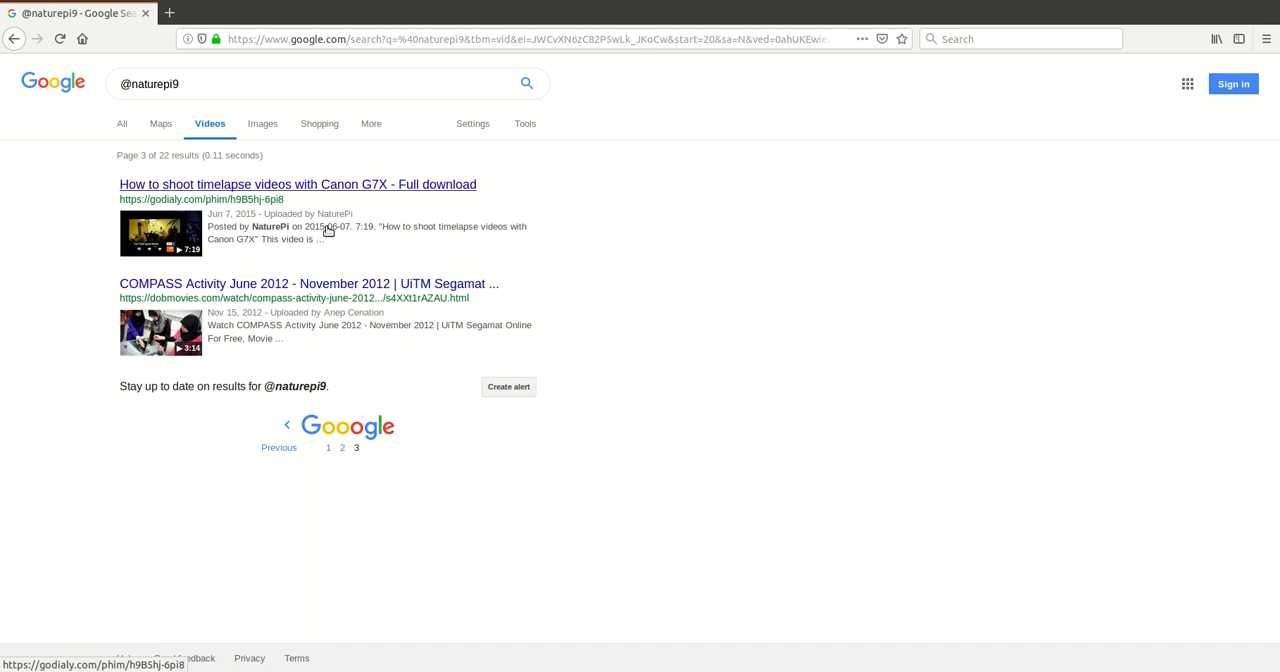 @naturepi9 - Google Sea
https://www.google.com/search?q=%40naturepi9&tbm=vid&ei=JWCvXN6zC82P5wLk_JKoCw&start=20&sa=N&ved=0ahUKEwie
Search
Google
@naturepi9
Sign in
All Maps Videos Images Shopping More Settings Tools
Page 3 of 22 results (0.11 seconds)
How to shoot timelapse videos with Canon G7X - Full download
https://godialy.com/phim/h9B5hj-6pi8
Jun 7, 2015 - Uploaded by NaturePi
Posted by NaturePi on 2015-06-07. 7:19. "How to shoot timelapse videos with
Canon G7X" This video is ...
7:19
COMPASS Activity June 2012 - November 2012 | UiTM Segamat ...
https://dobmovies.com/watch/compass-activity-june-2012.../s4XXt1rAZAU.html
Nov 15, 2012 - Uploaded by Anep Cenation
Watch COMPASS Activity June 2012 - November 2012 | UiTM Segamat Online
For Free, Movie ...
3:14
Stay up to date on results for @naturepi9.
Create alert
Gooogle
Previous 1 2 3
feedback Privacy Terms
https://godialy.com/phim/h9B5hj-6pi8